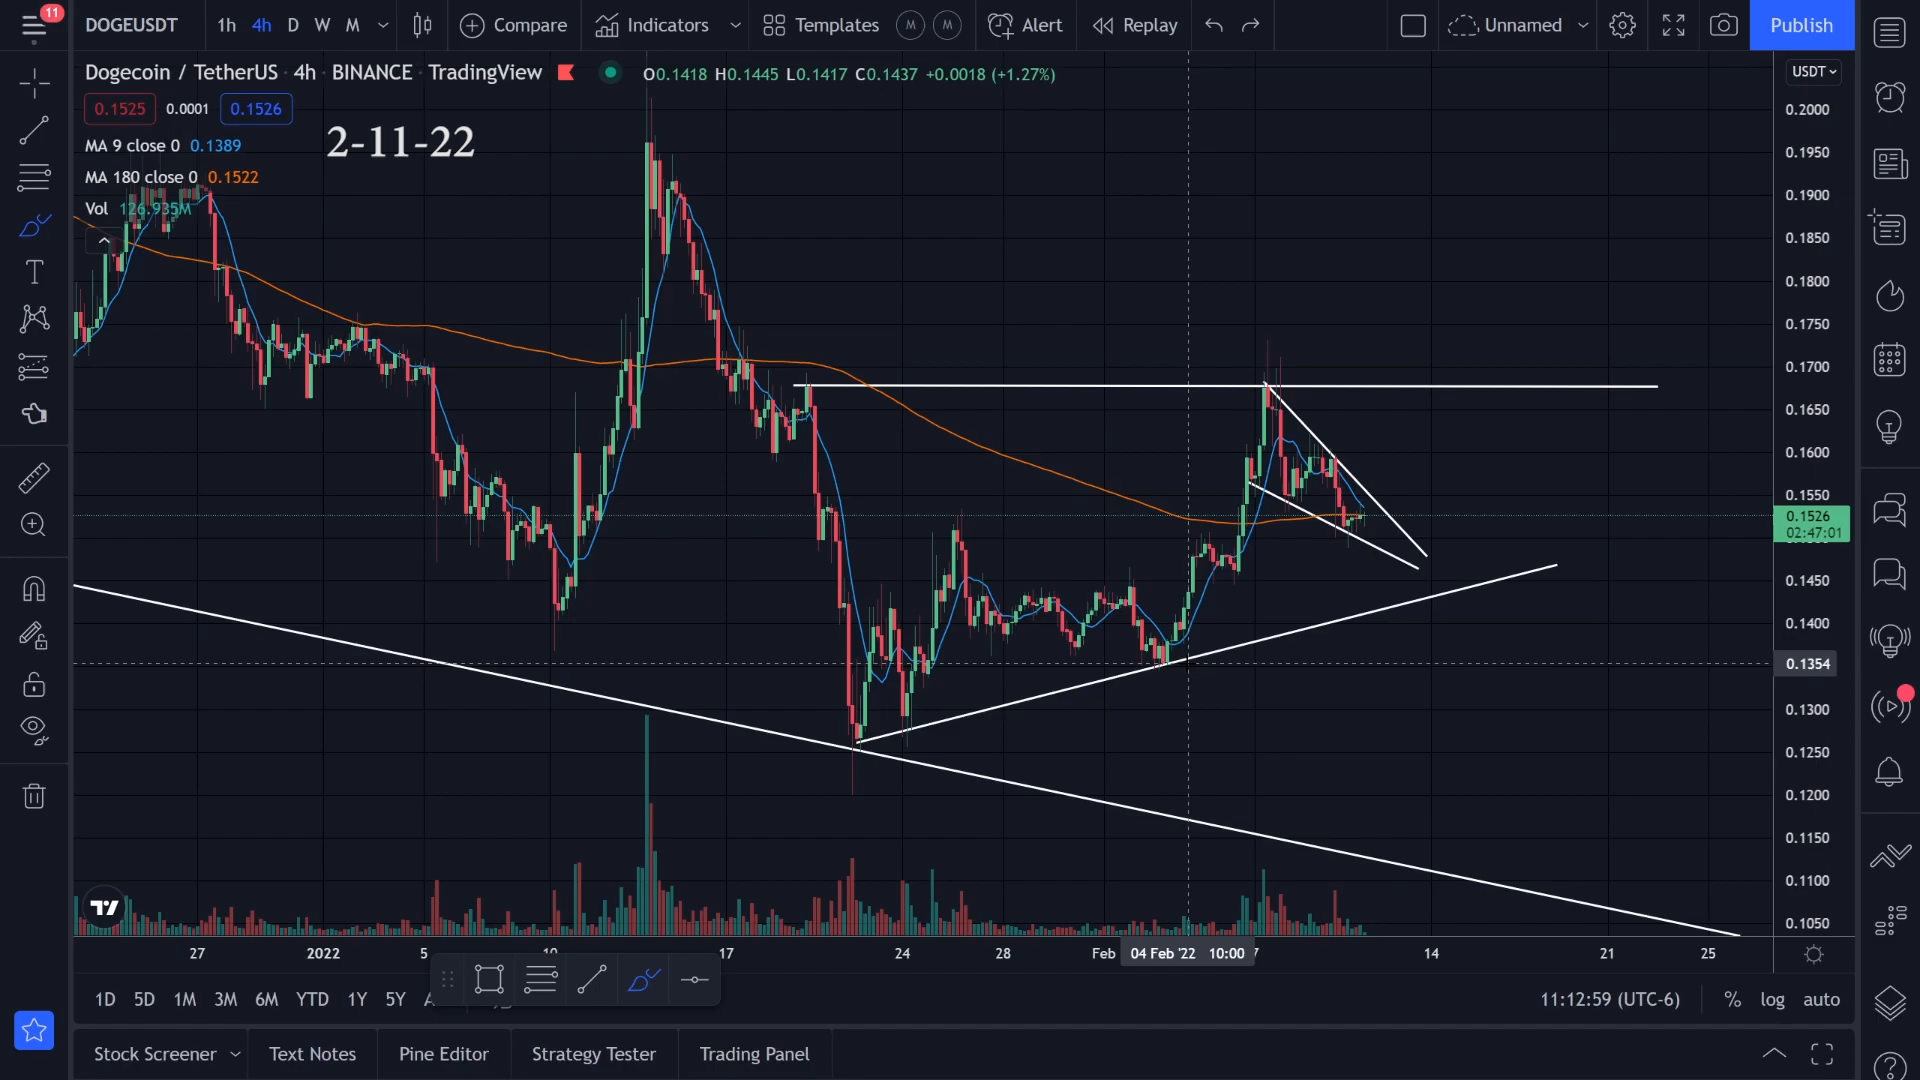 11
DOGEUSDT 1h 4h D W M Compare Indicators Templates M M Alert Replay Unnamed Publish
Dogecoin / TetherUS · 4h · BINANCE · TradingView O0.1418 H0.1445 L0.1417 C0.1437 +0.0018 (+1.27%) USDT
0.1525 0.0001 0.1526
2-11-22
MA 9 close 0 0.1389
MA 180 close 0 0.1522
Vol 126.935M
0.2000
0.1950
0.1900
0.1850
0.1800
0.1750
0.1700
0.1650
0.1600
0.1550
0.1526
02:47:01
0.1450
0.1400
0.1354
0.1300
0.1250
0.1200
0.1150
0.1100
0.1050
27 2022 5 10 17 24 28 Feb 04 Feb '22 10:00 7 14 21 25
1D 5D 1M 3M 6M YTD 1Y 5Y 11:12:59 (UTC-6) % log auto
Stock Screener Text Notes Pine Editor Strategy Tester Trading Panel